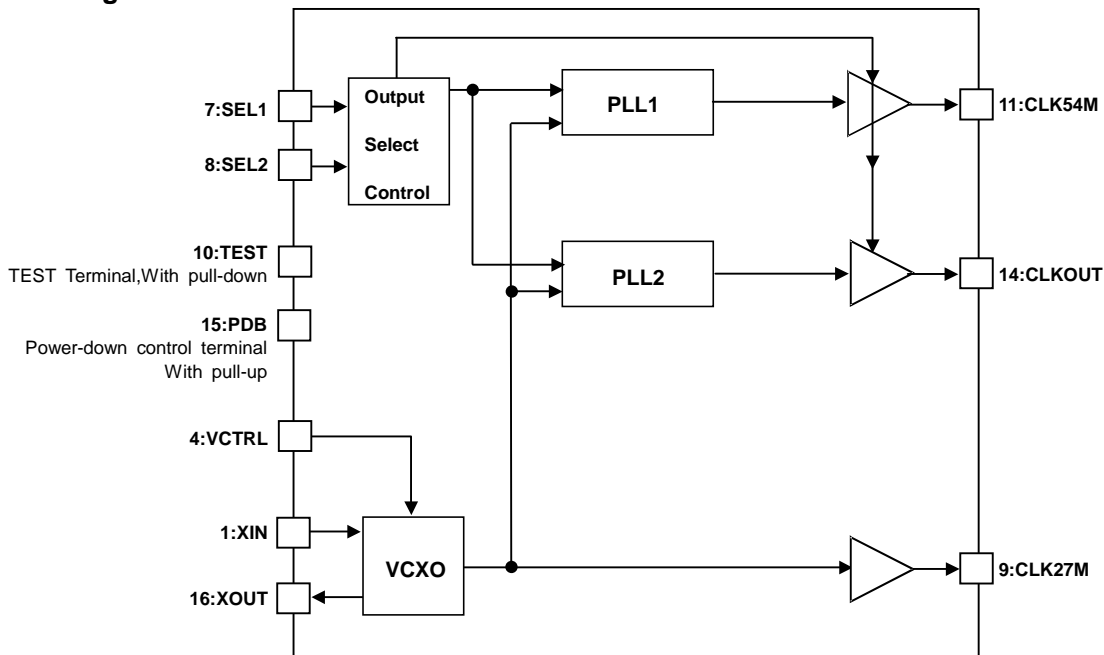 7:SEL1
8:SEL2
Output
Select
Control
PLL1
11:CLK54M
10:TEST
TEST Terminal,With pull-down
PLL2
14:CLKOUT
15:PDB
Power-down control terminal
With pull-up
4:VCTRL
1:XIN
VCXO
16:XOUT
9:CLK27M